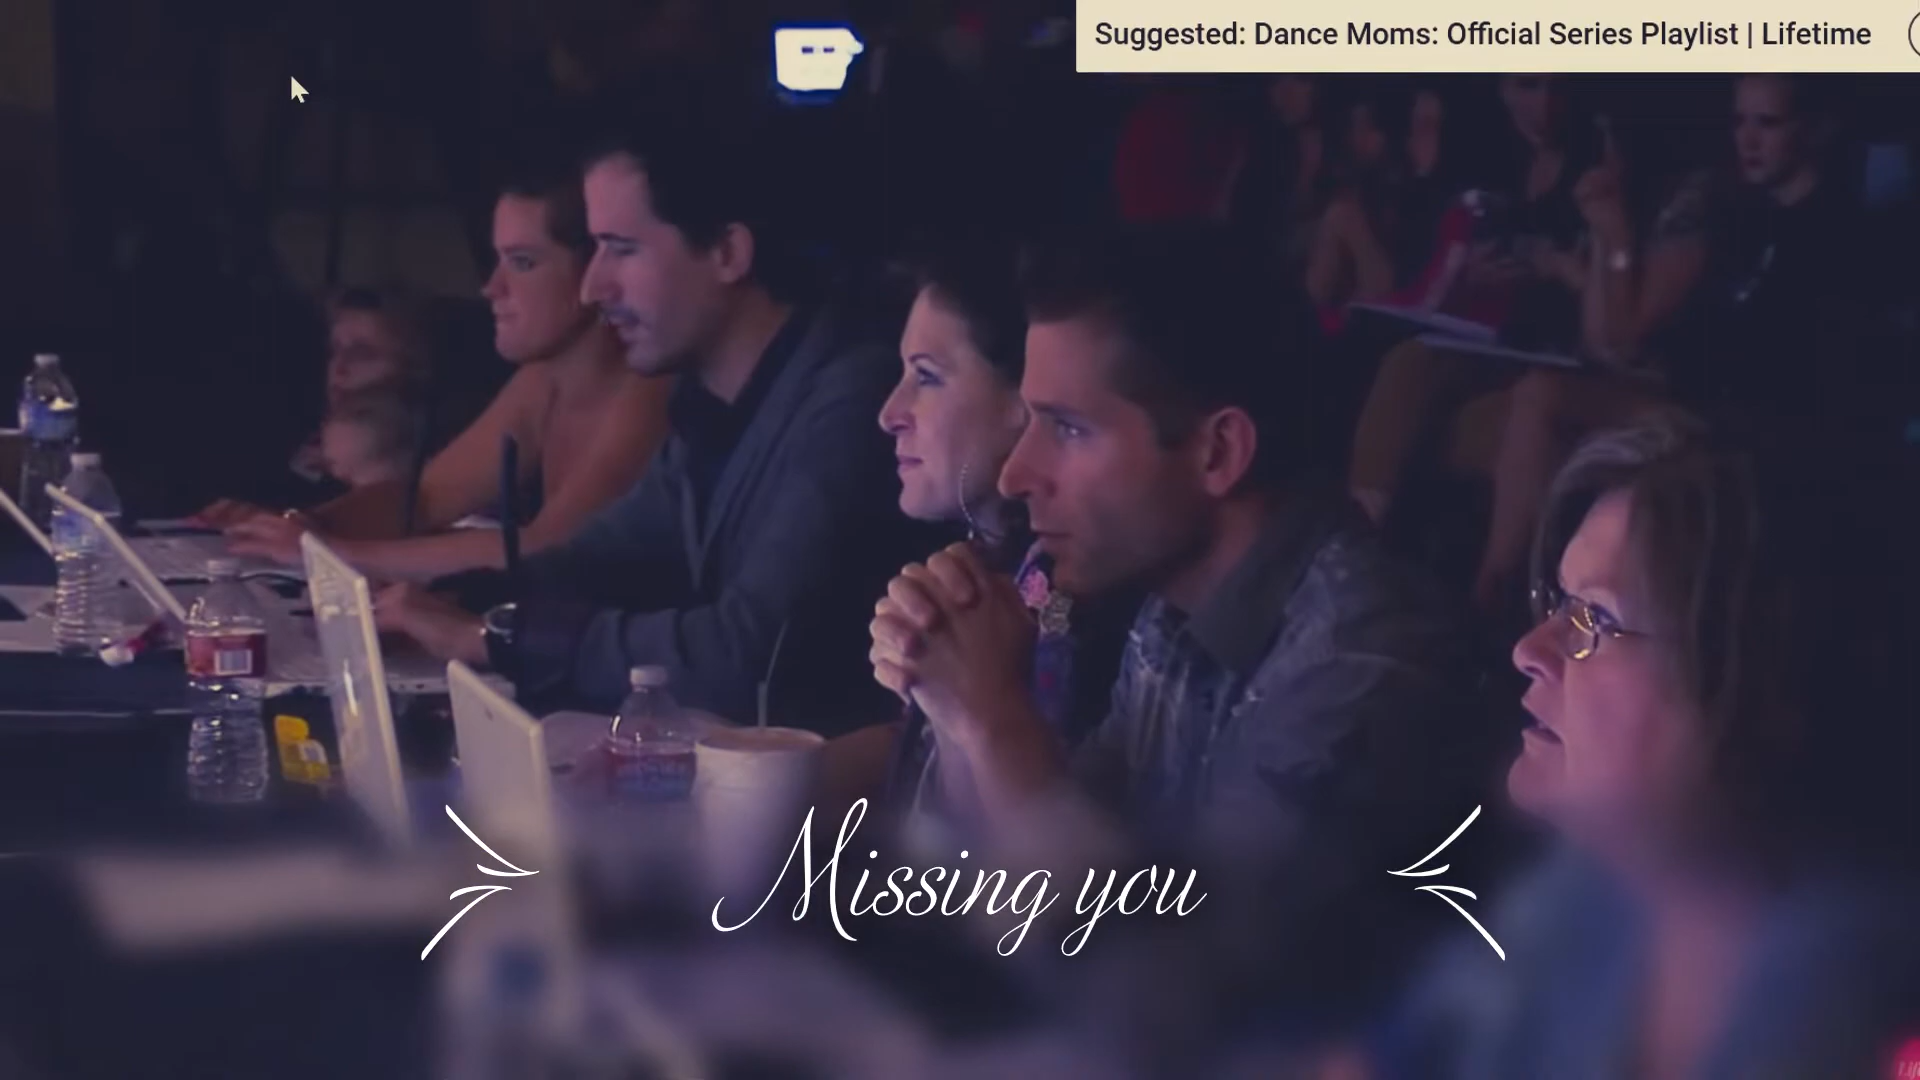 Suggested: Dance Moms: Official Series Playlist | Lifetime
Missing you